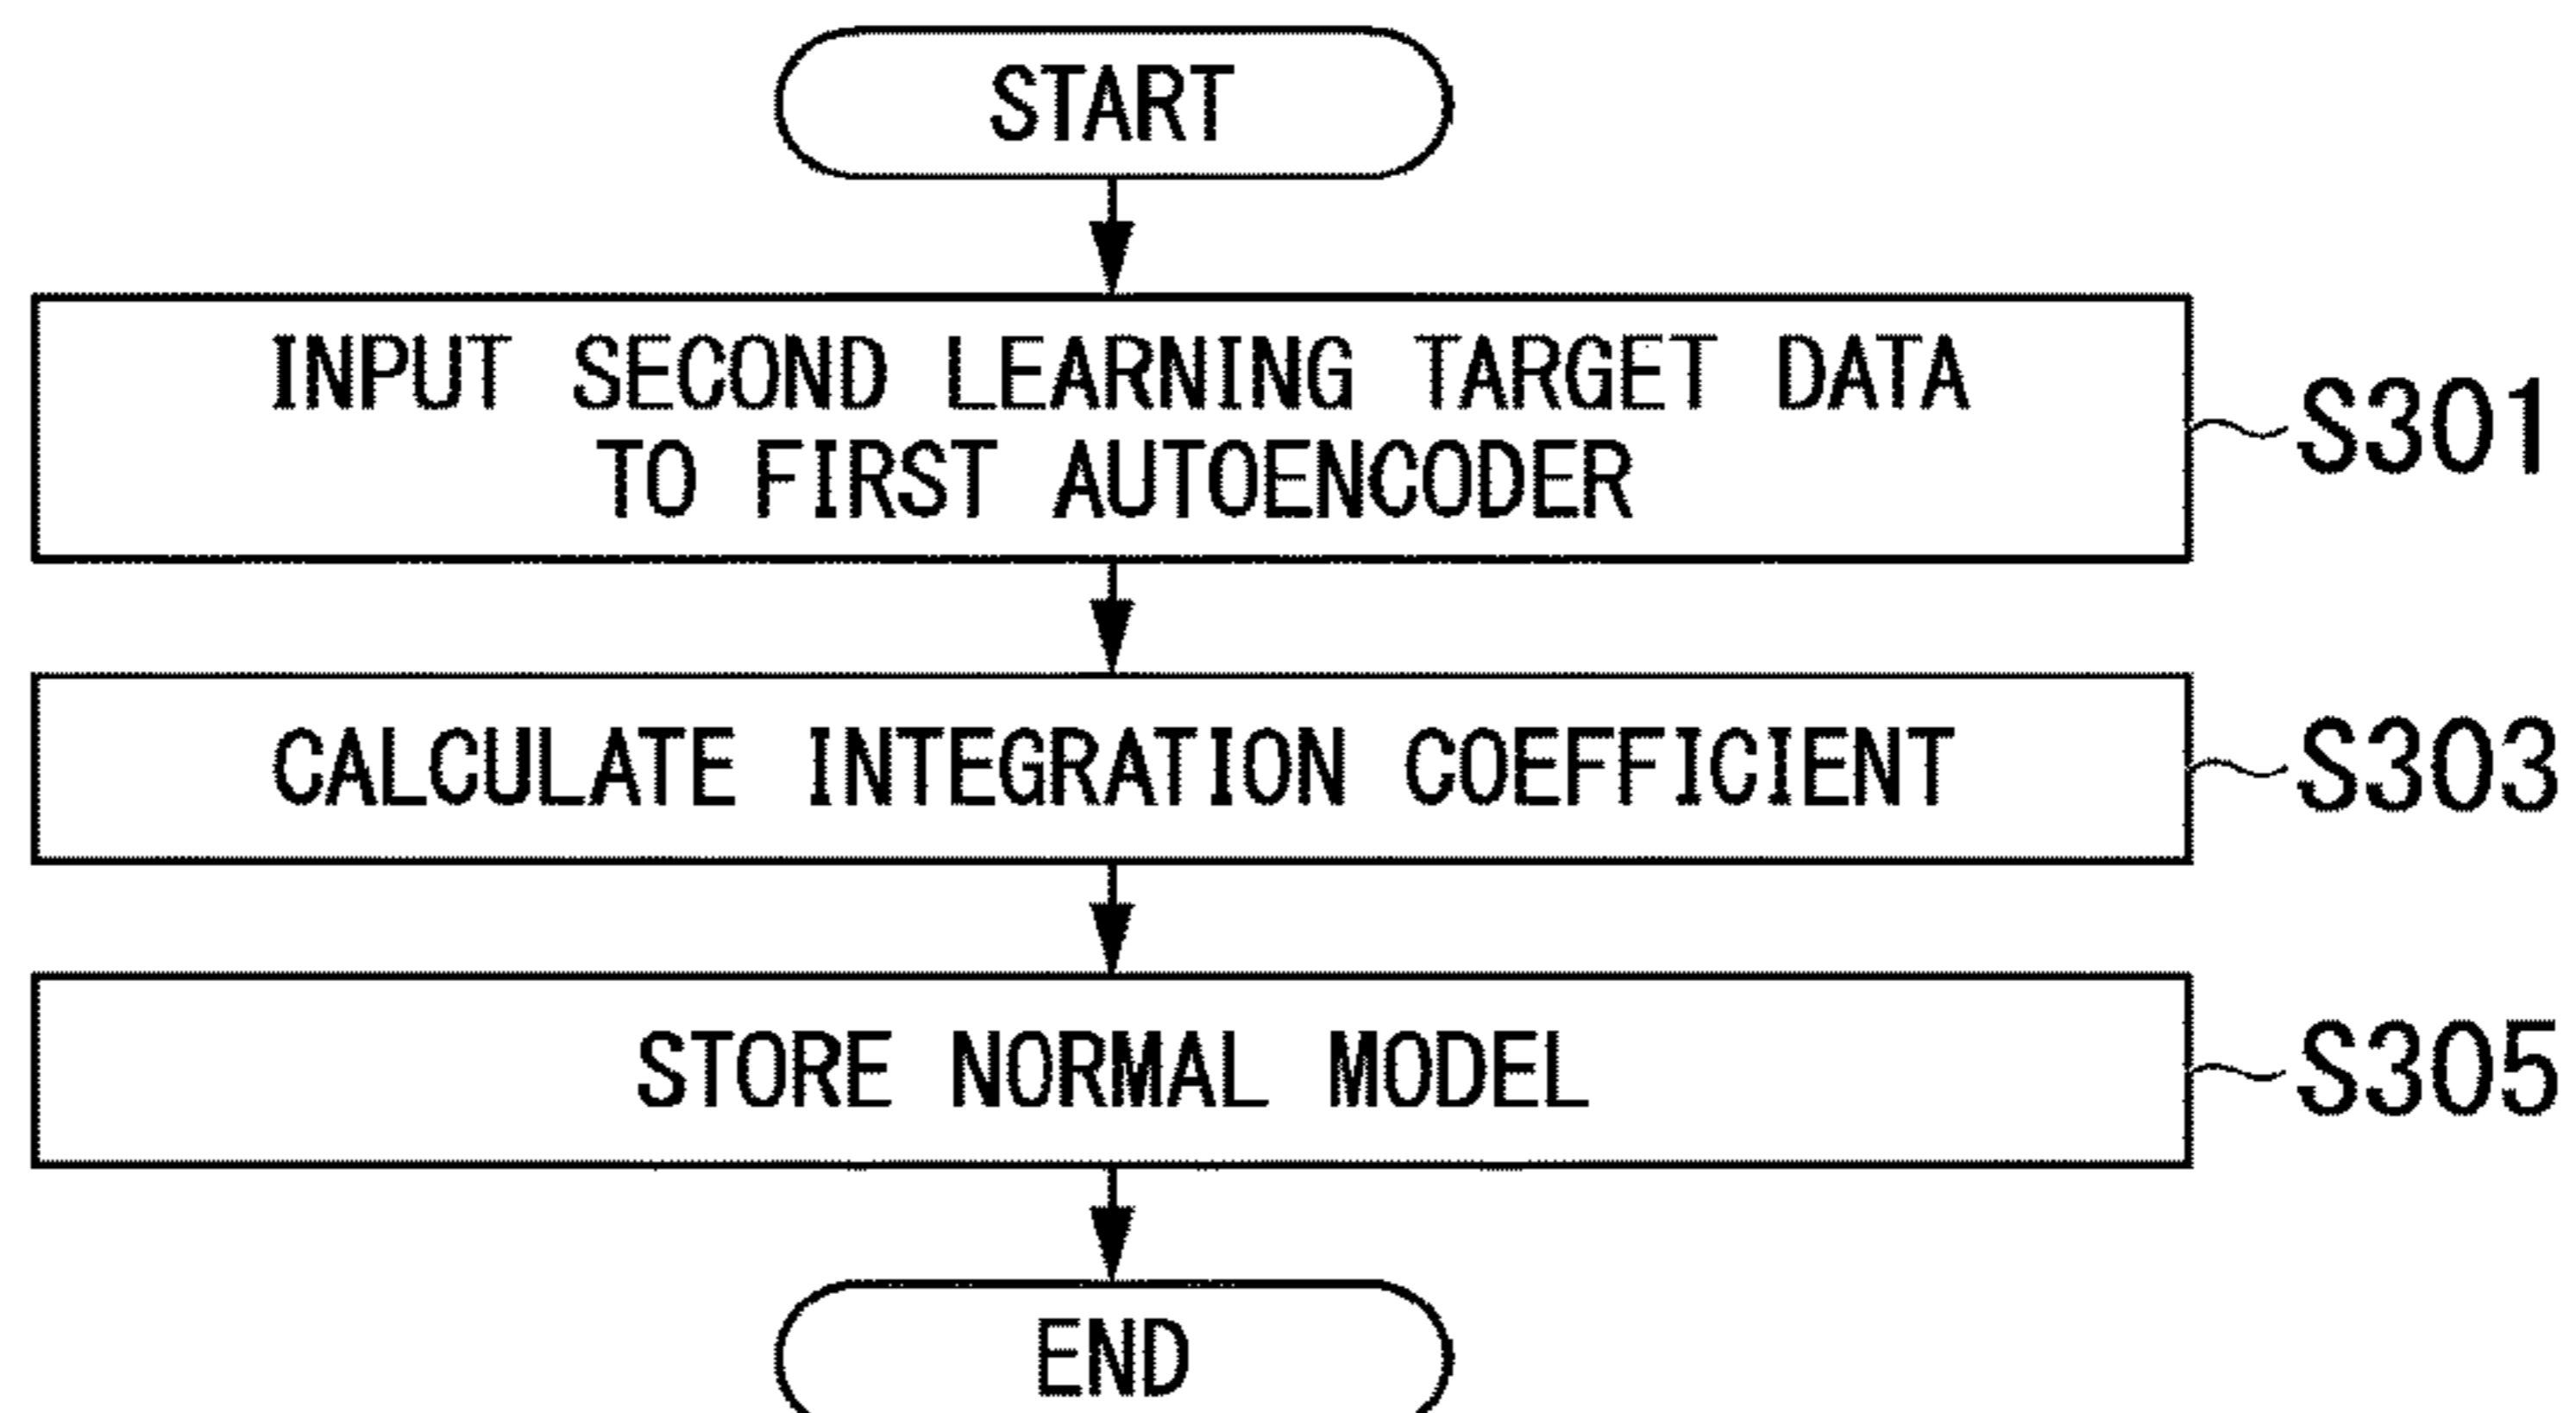 START
INPUT SECOND LEARNING TARGET DATA
TO FIRST AUTOENCODER
S301
CALCULATE INTEGRATION COEFFICIENT
S303
STORE NORMAL MODEL
S305
END